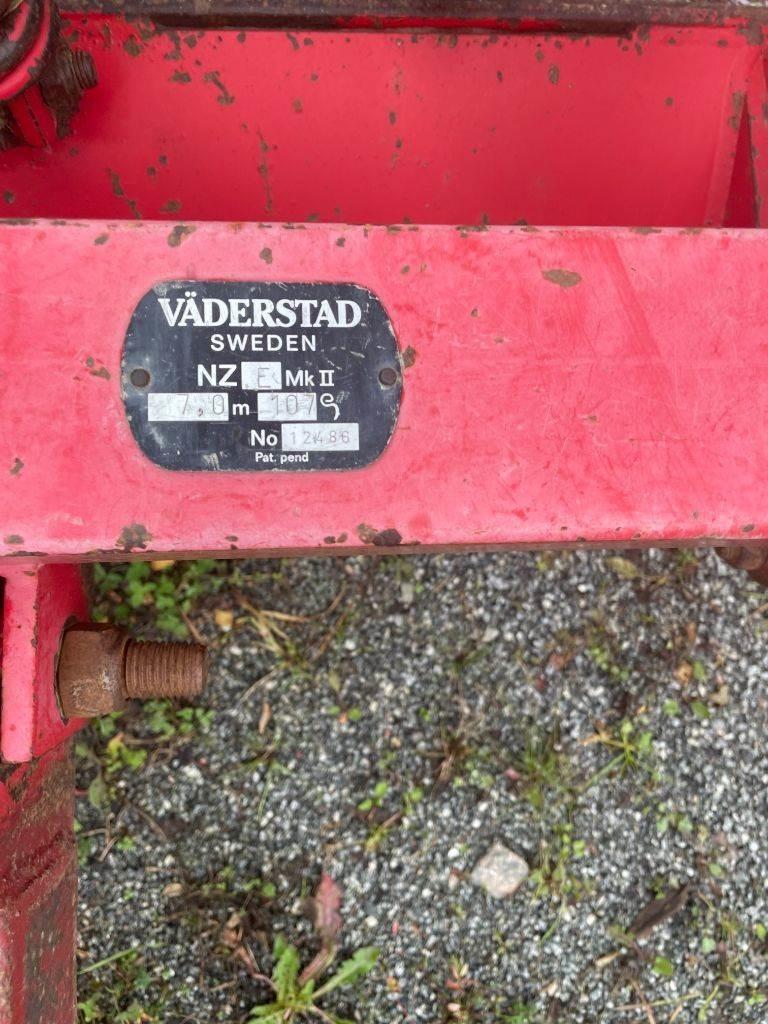 VÄDERSTAD
SWEDEN
NZ E Mk II
7,0 m 107
No 12486
Pat. pend